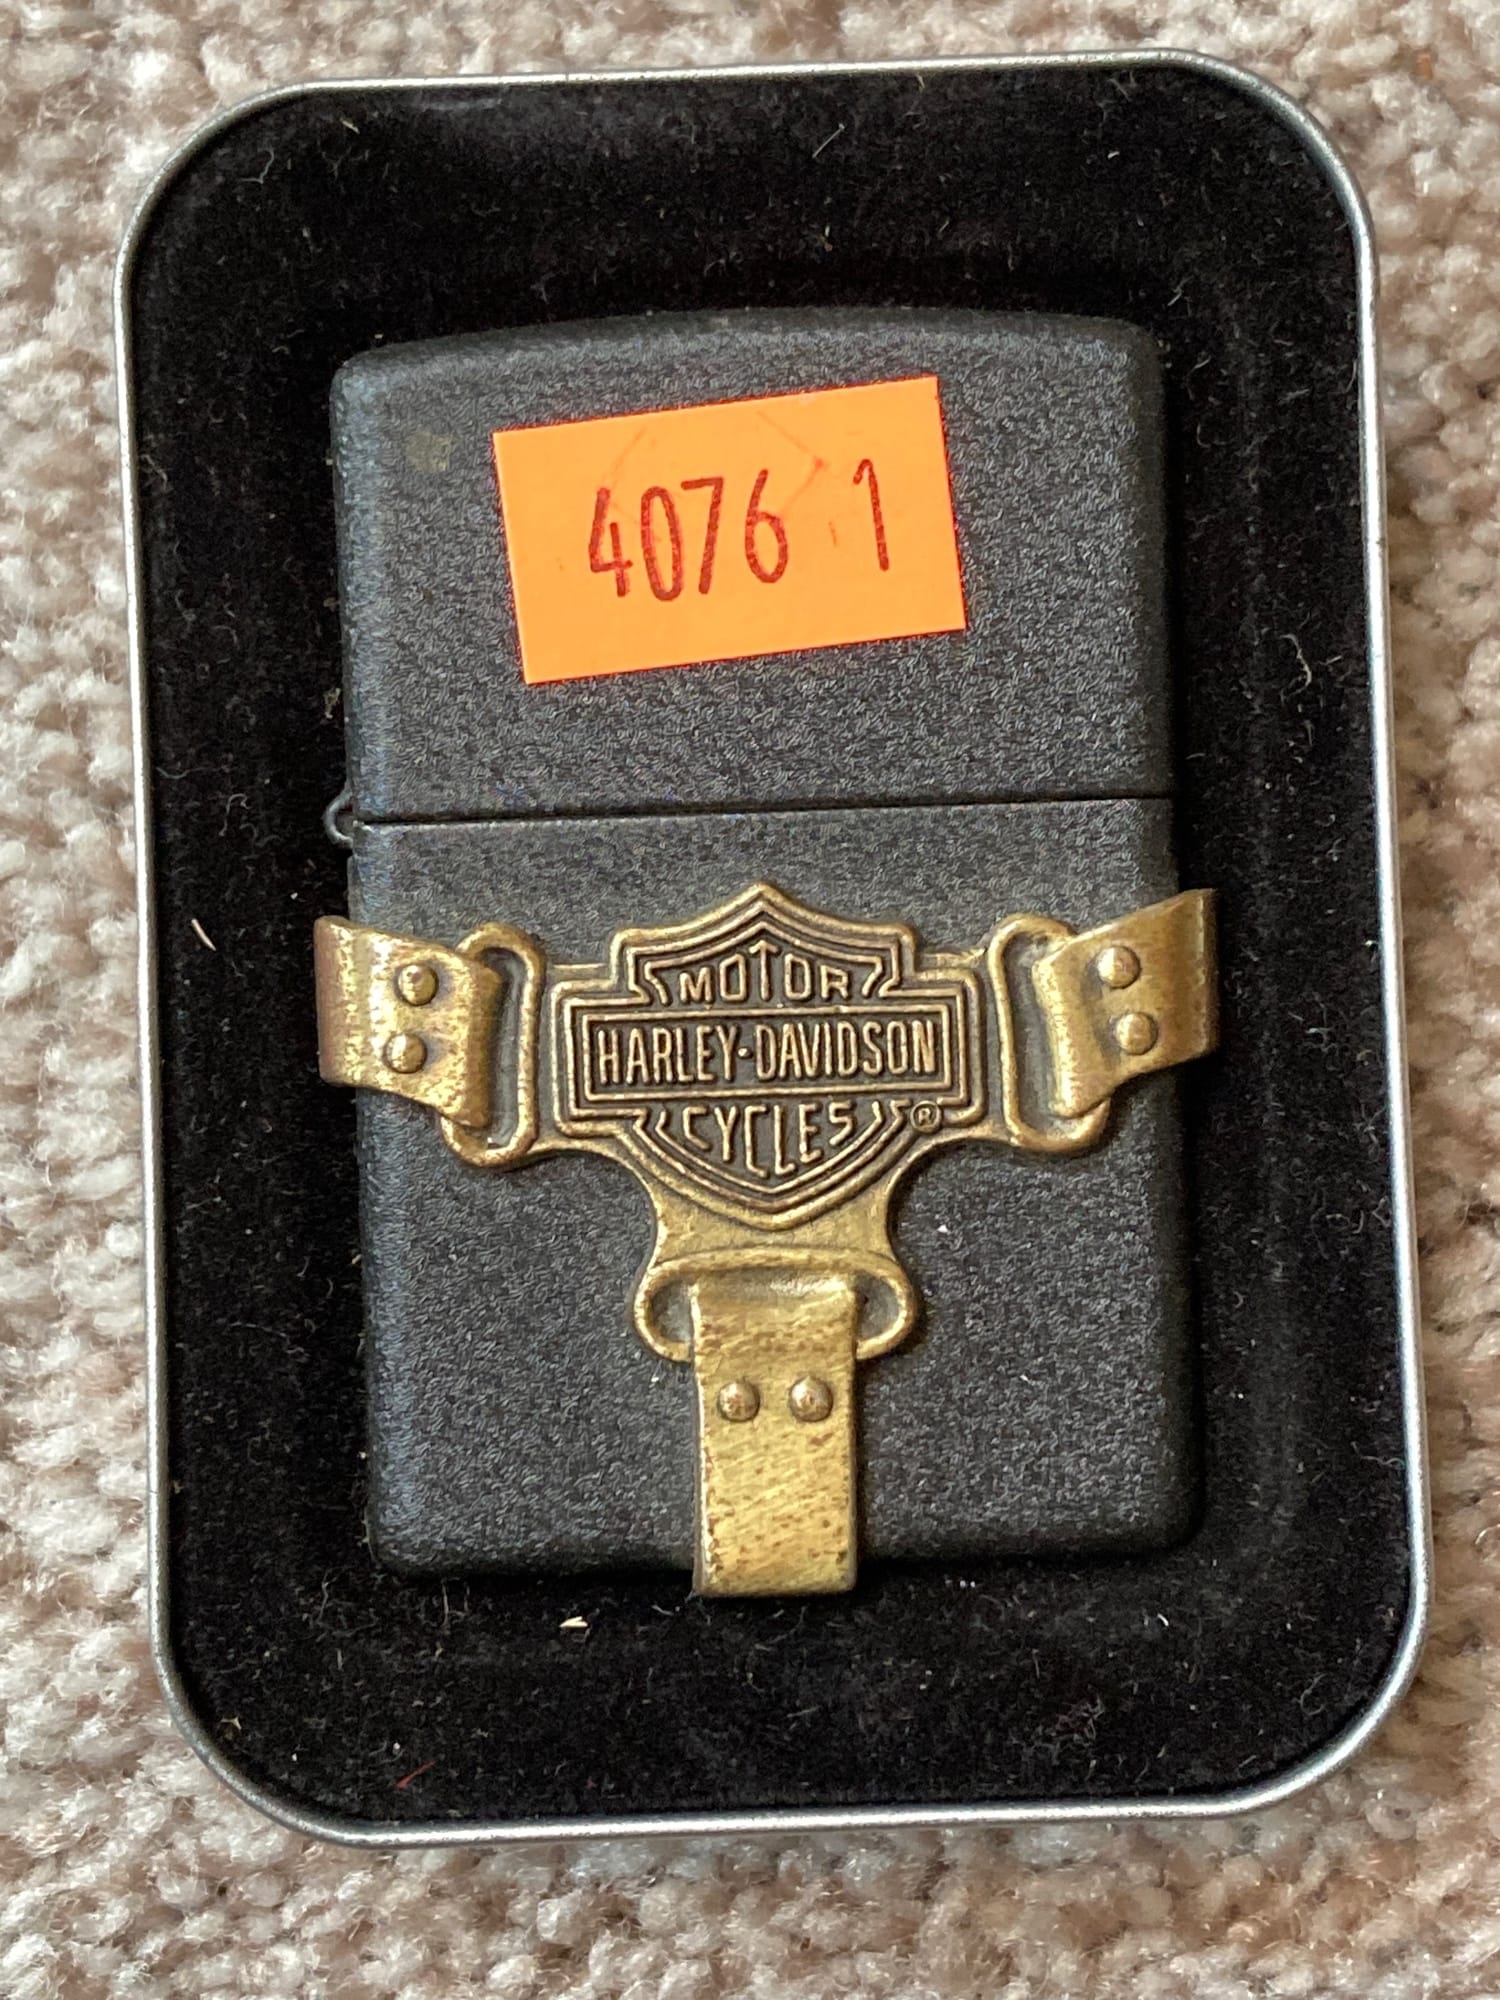 4076 1
MOTOR
HARLEY-DAVIDSON
CYCLES ®